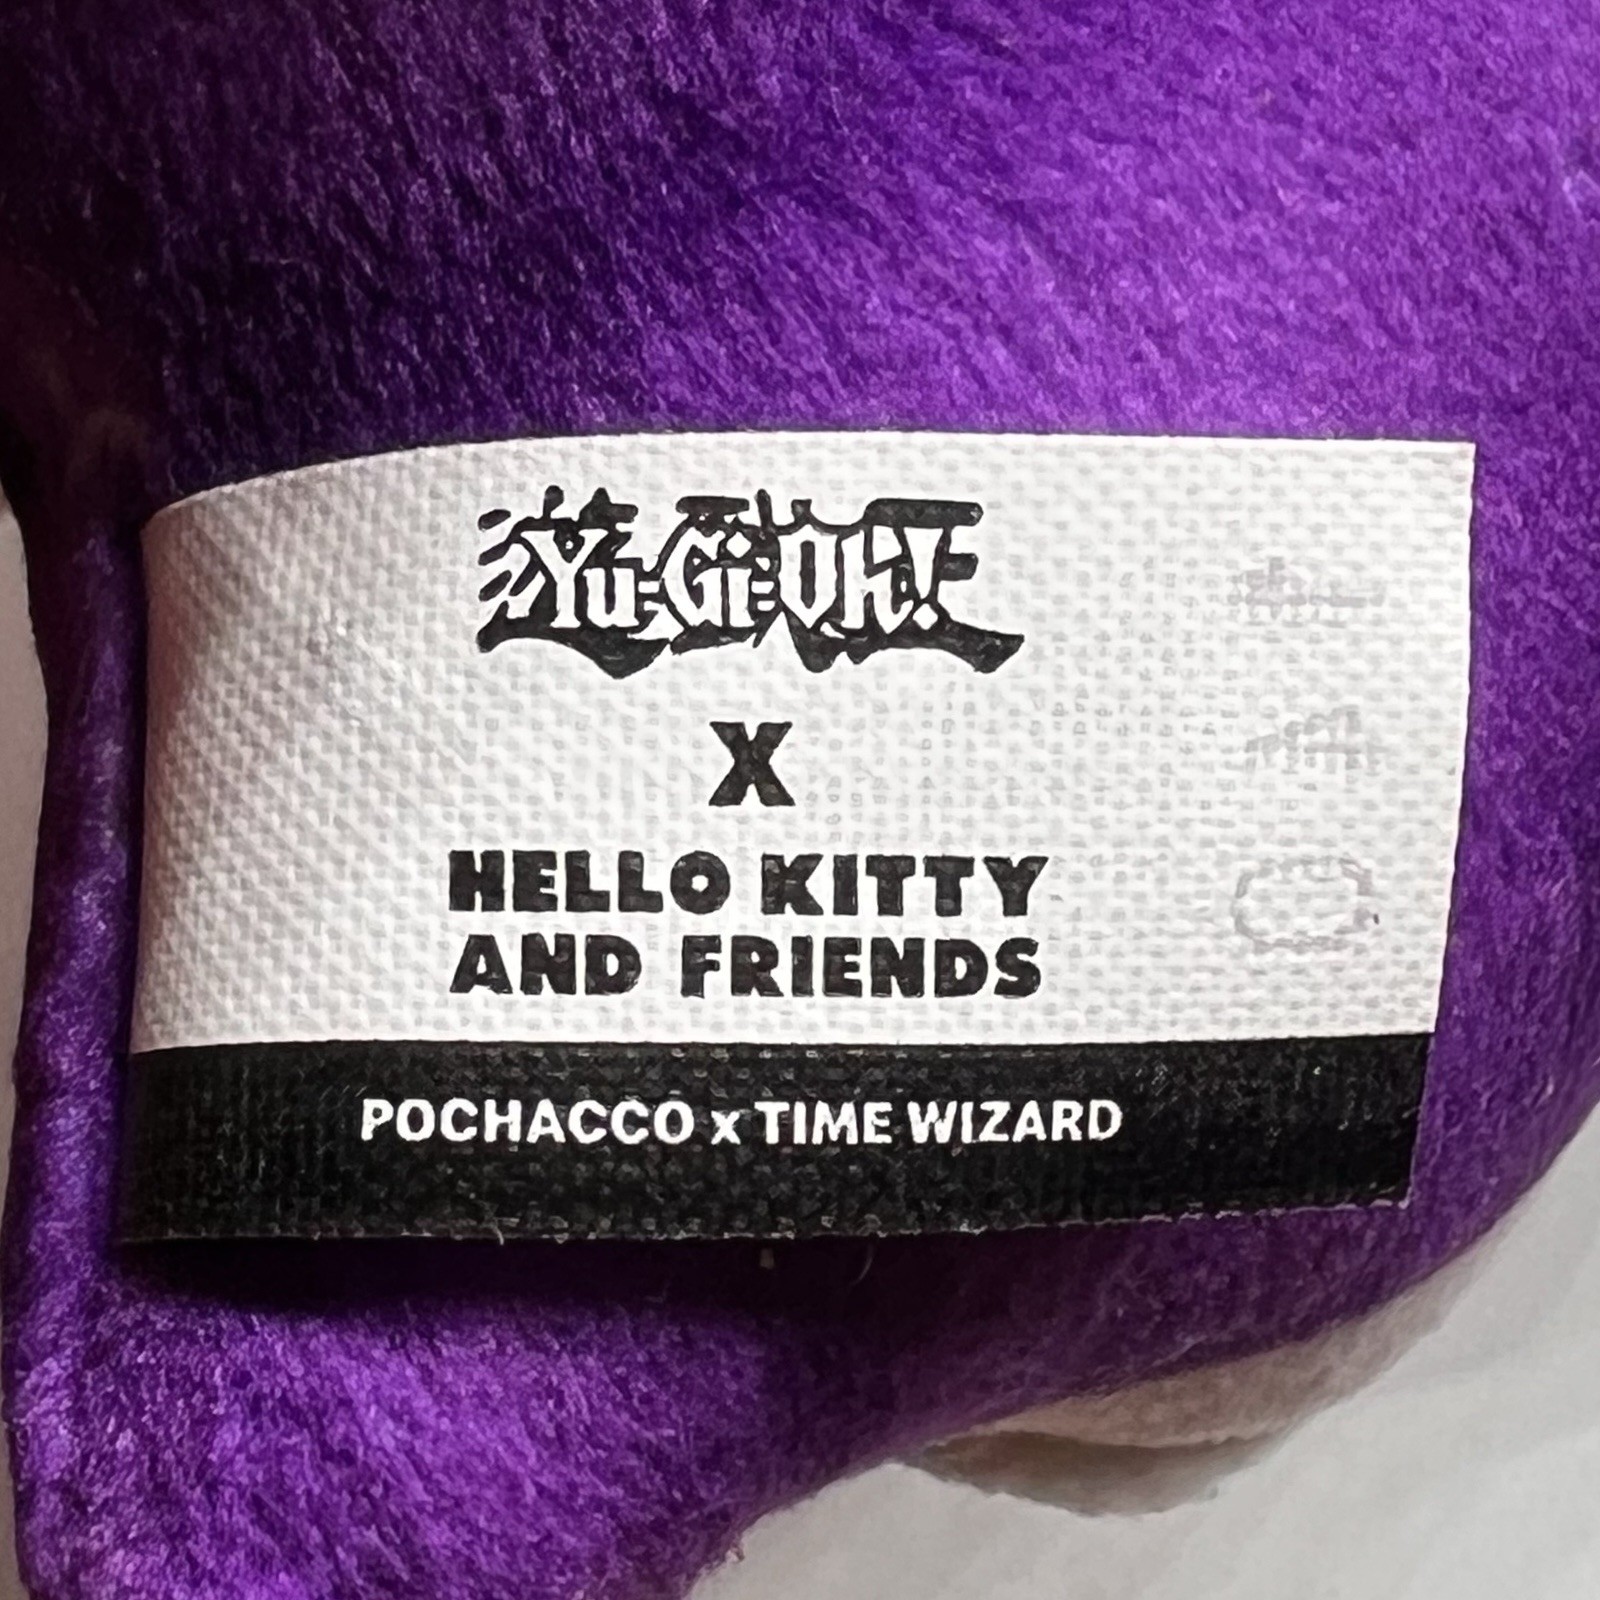 Yu-Gi-Oh!
X
HELLO KITTY
AND FRIENDS
POCHACCO x TIME WIZARD